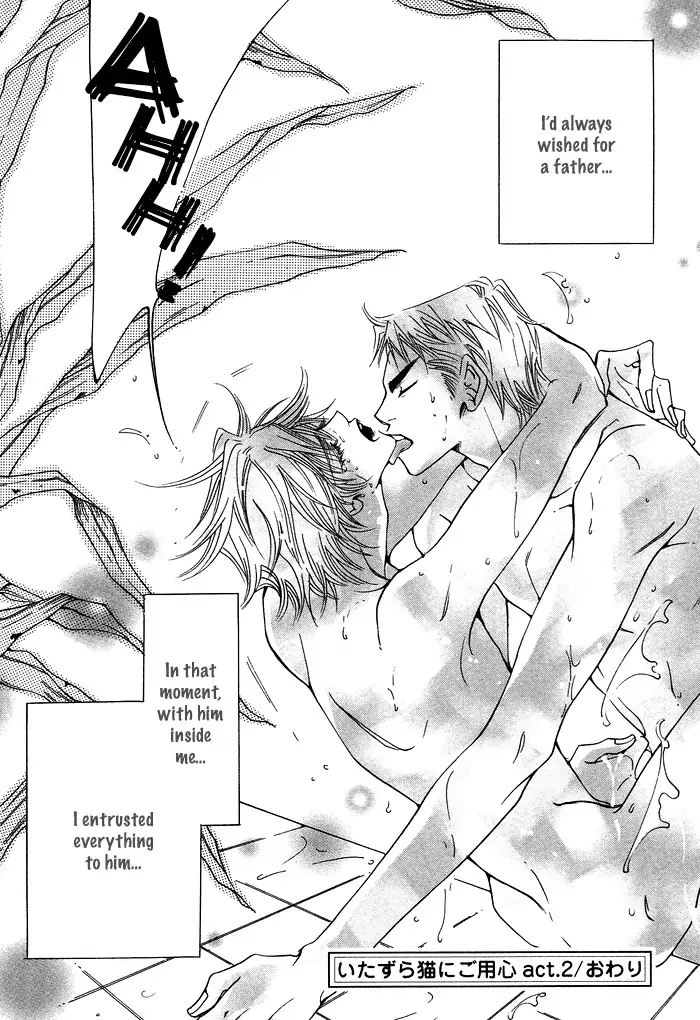 AHH!
I'd always
wished for
a father...
In that
moment,
with him
inside
me...
I entrusted
everything
to him...
いたずら猫にご用心 act.2/おわり